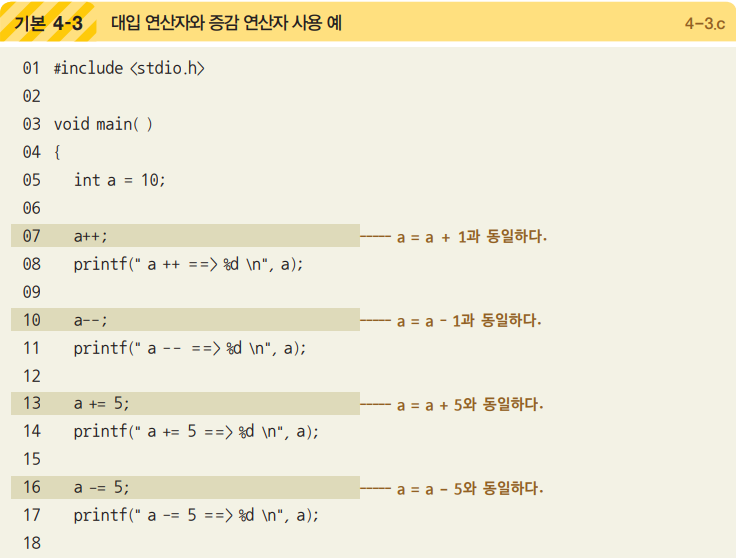 기본 4-3 대입 연산자와 증감 연산자 사용 예 4-3.c
01 #include <stdio.h>
02
03 void main( )
04 {
05 int a = 10;
06
07 a++; ----- a = a + 1과 동일하다.
08 printf(" a ++ ==> %d \n", a);
09
10 a--; ----- a = a - 1과 동일하다.
11 printf(" a -- ==> %d \n", a);
12
13 a += 5; ----- a = a + 5와 동일하다.
14 printf(" a += 5 ==> %d \n", a);
15
16 a -= 5; ----- a = a - 5와 동일하다.
17 printf(" a -= 5 ==> %d \n", a);
18